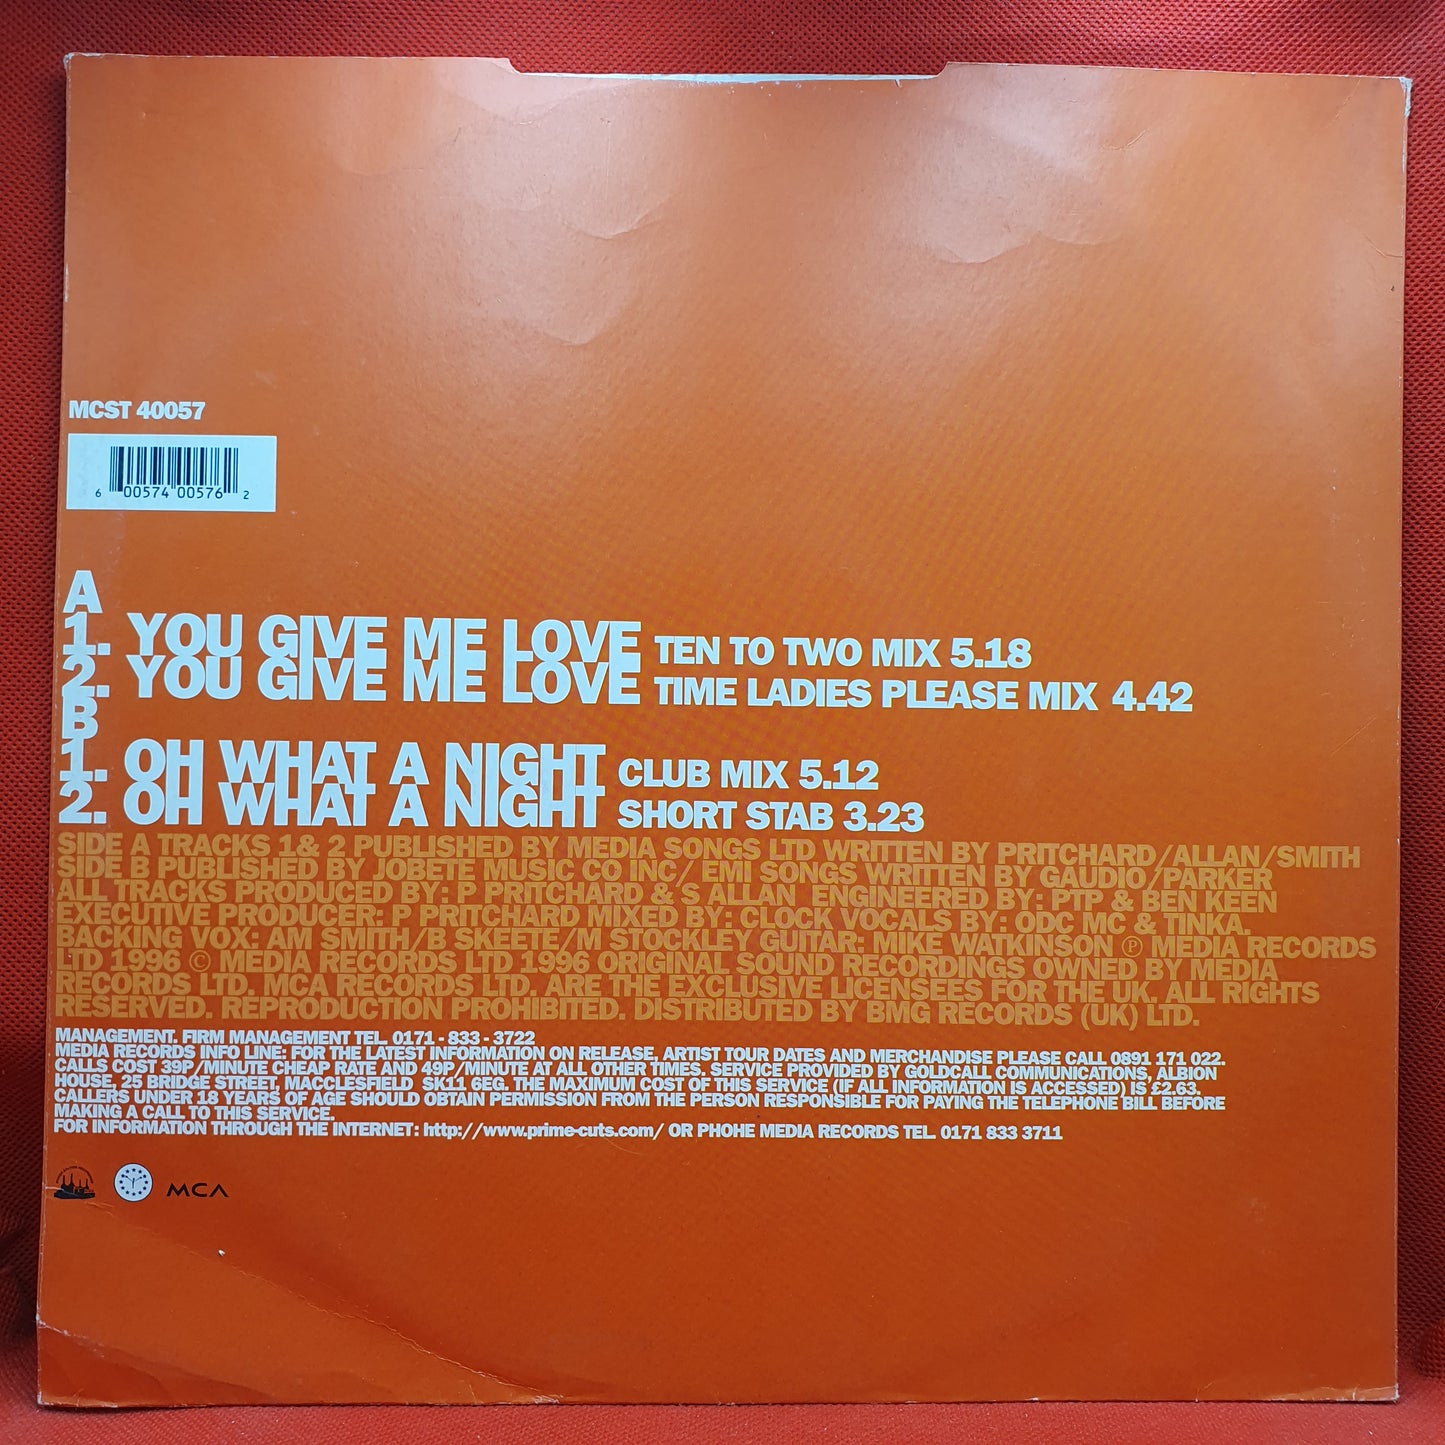 MCST 40057
6 00574 00576 2
A
1. YOU GIVE ME LOVE TEN TO TWO MIX 5.18
2. YOU GIVE ME LOVE TIME LADIES PLEASE MIX 4.42
B
1. OH WHAT A NIGHT CLUB MIX 5.12
2. OH WHAT A NIGHT SHORT STAB 3.23
SIDE A TRACKS 1& 2 PUBLISHED BY MEDIA SONGS LTD WRITTEN BY PRITCHARD/ALLAN/SMITH
SIDE B PUBLISHED BY JOBETE MUSIC CO INC/ EMI SONGS WRITTEN BY GAUDIO/PARKER
ALL TRACKS PRODUCED BY: P PRITCHARD & S ALLAN ENGINEERED BY: PTP & BEN KEEN
EXECUTIVE PRODUCER: P PRITCHARD MIXED BY: CLOCK VOCALS BY: ODC MC & TINKA.
BACKING VOX: AM SMITH/B SKEETE/M STOCKLEY GUITAR: MIKE WATKINSON ℗ MEDIA RECORDS
LTD 1996 © MEDIA RECORDS LTD 1996 ORIGINAL SOUND RECORDINGS OWNED BY MEDIA
RECORDS LTD. MCA RECORDS LTD. ARE THE EXCLUSIVE LICENSEES FOR THE UK. ALL RIGHTS
RESERVED. REPRODUCTION PROHIBITED. DISTRIBUTED BY BMG RECORDS (UK) LTD.
MANAGEMENT. FIRM MANAGEMENT TEL. 0171 - 833 - 3722
MEDIA RECORDS INFO LINE: FOR THE LATEST INFORMATION ON RELEASE, ARTIST TOUR DATES AND MERCHANDISE PLEASE CALL 0891 171 022.
CALLS COST 39P/MINUTE CHEAP RATE AND 49P/MINUTE AT ALL OTHER TIMES. SERVICE PROVIDED BY GOLDCALL COMMUNICATIONS, ALBION
HOUSE, 25 BRIDGE STREET, MACCLESFIELD SK11 6EG. THE MAXIMUM COST OF THIS SERVICE (IF ALL INFORMATION IS ACCESSED) IS £2.63.
CALLERS UNDER 18 YEARS OF AGE SHOULD OBTAIN PERMISSION FROM THE PERSON RESPONSIBLE FOR PAYING THE TELEPHONE BILL BEFORE
MAKING A CALL TO THIS SERVICE.
FOR INFORMATION THROUGH THE INTERNET: http://www.prime-cuts.com/ OR PHOHE MEDIA RECORDS TEL. 0171 833 3711
MCA